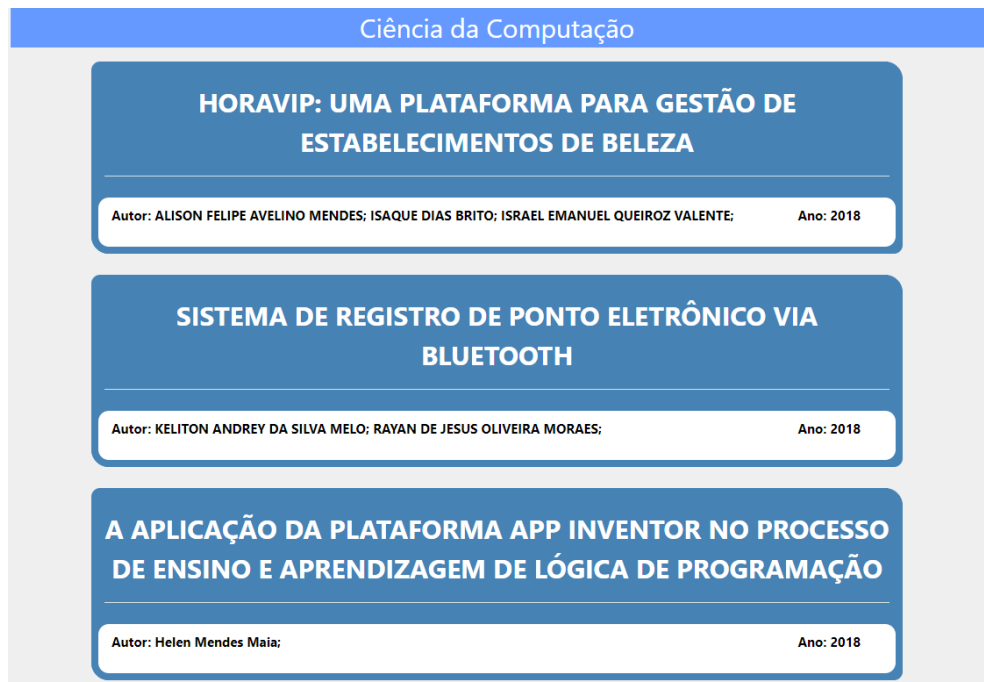 Ciência da Computação
HORAVIP: UMA PLATAFORMA PARA GESTÃO DE
ESTABELECIMENTOS DE BELEZA
Autor: ALISON FELIPE AVELINO MENDES; ISAQUE DIAS BRITO; ISRAEL EMANUEL QUEIROZ VALENTE; Ano: 2018
SISTEMA DE REGISTRO DE PONTO ELETRÔNICO VIA
BLUETOOTH
Autor: KELITON ANDREY DA SILVA MELO; RAYAN DE JESUS OLIVEIRA MORAES; Ano: 2018
A APLICAÇÃO DA PLATAFORMA APP INVENTOR NO PROCESSO
DE ENSINO E APRENDIZAGEM DE LÓGICA DE PROGRAMAÇÃO
Autor: Helen Mendes Maia; Ano: 2018